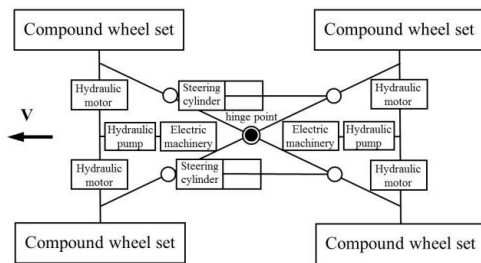 Compound wheel set
Compound wheel set
Hydraulic
motor
Steering
cylinder
Hydraulic
motor
hinge point
V
Hydraulic
pump
Electric
machinery
Electric
machinery
Hydraulic
pump
Hydraulic
motor
Steering
cylinder
Hydraulic
motor
Compound wheel set
Compound wheel set